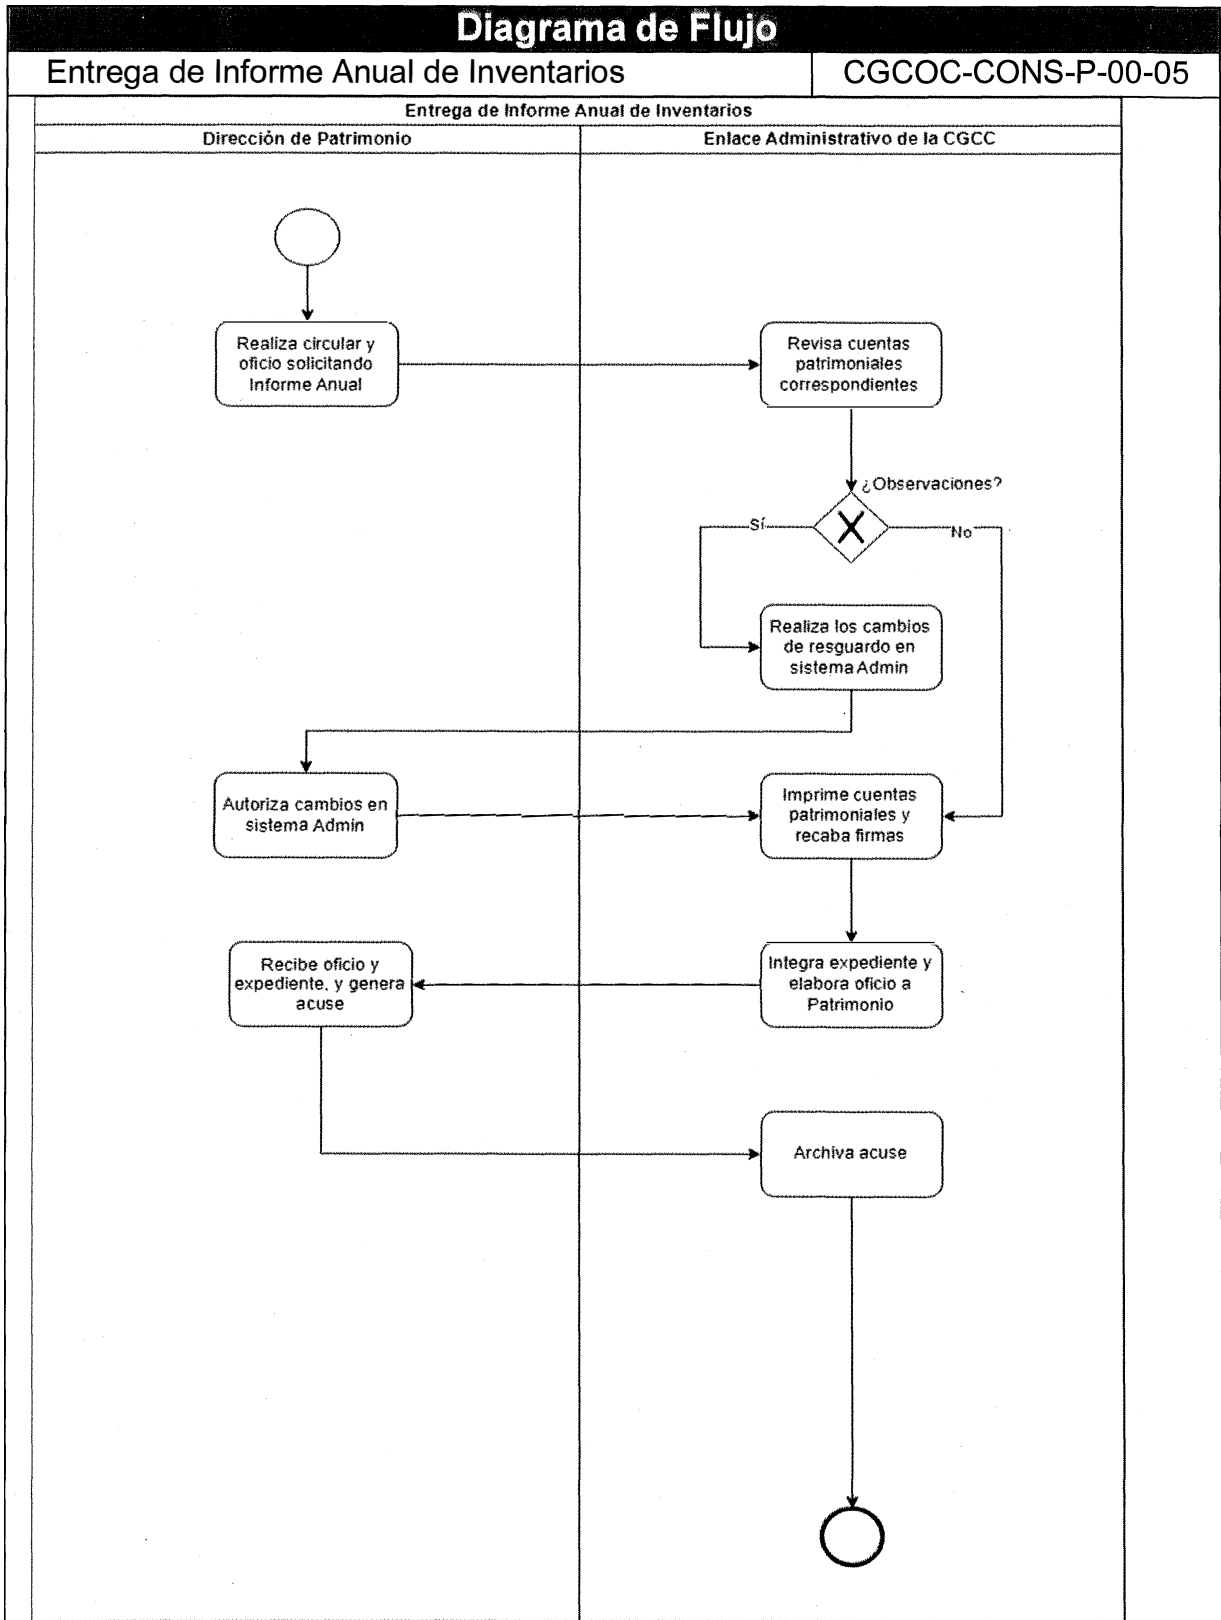 Diagrama de Flujo
Entrega de Informe Anual de Inventarios
CGCOC-CONS-P-00-05
Entrega de Informe Anual de Inventarios
Dirección de Patrimonio
Enlace Administrativo de la CGCC
Realiza circular y
oficio solicitando
Informe Anual
Revisa cuentas
patrimoniales
correspondientes
¿Observaciones?
Sí
No
Realiza los cambios
de resguardo en
sistema Admin
Autoriza cambios en
sistema Admin
Imprime cuentas
patrimoniales y
recaba firmas
Recibe oficio y
expediente, y genera
acuse
Integra expediente y
elabora oficio a
Patrimonio
Archiva acuse